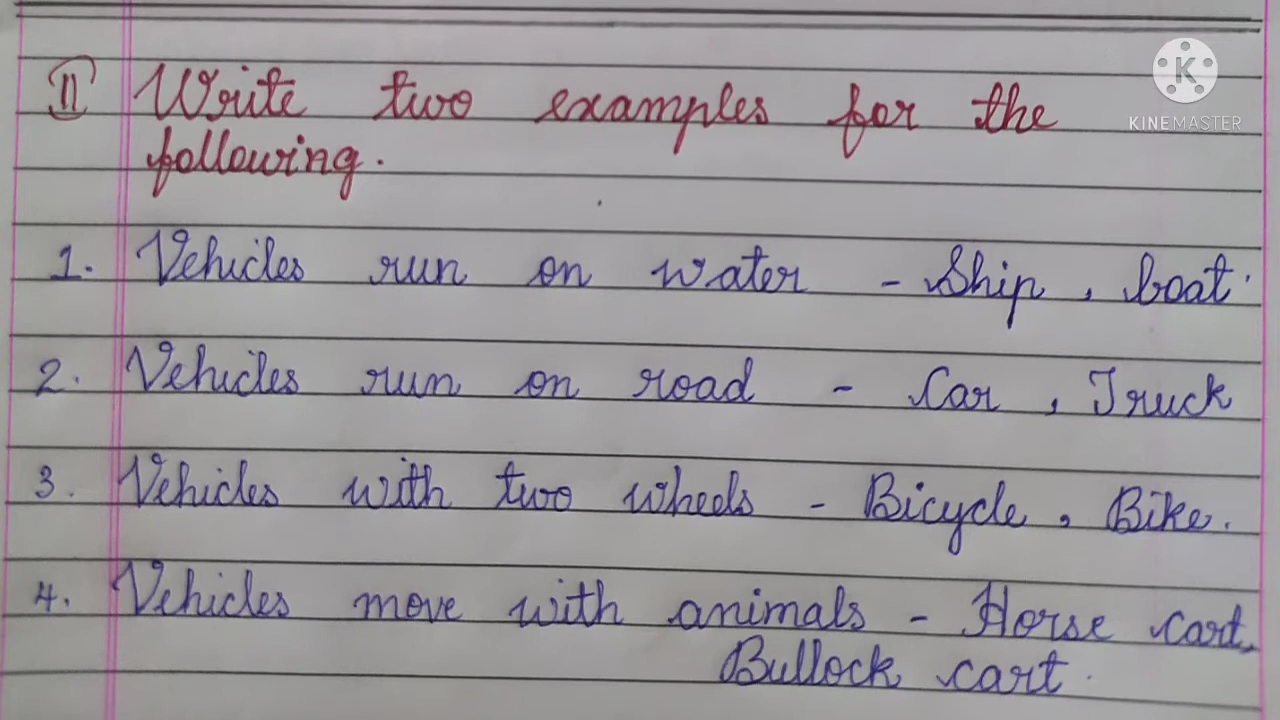 II Write two examples for the
following.
1. Vehicles run on water - Ship, boat.
2. Vehicles run on road - Car, Truck
3. Vehicles with two wheels - Bicycle, Bike.
4. Vehicles move with animals - Horse cart,
Bullock cart.
K
KINEMASTER